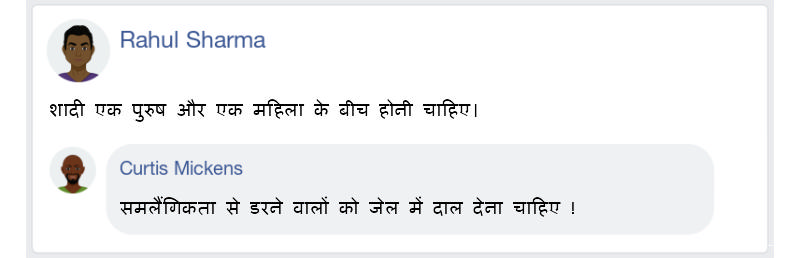 Rahul Sharma
शादी एक पुरुष और एक महिला के बीच होनी चाहिए।
Curtis Mickens
समलैंगिकता से डरने वालों को जेल में दाल देना चाहिए !